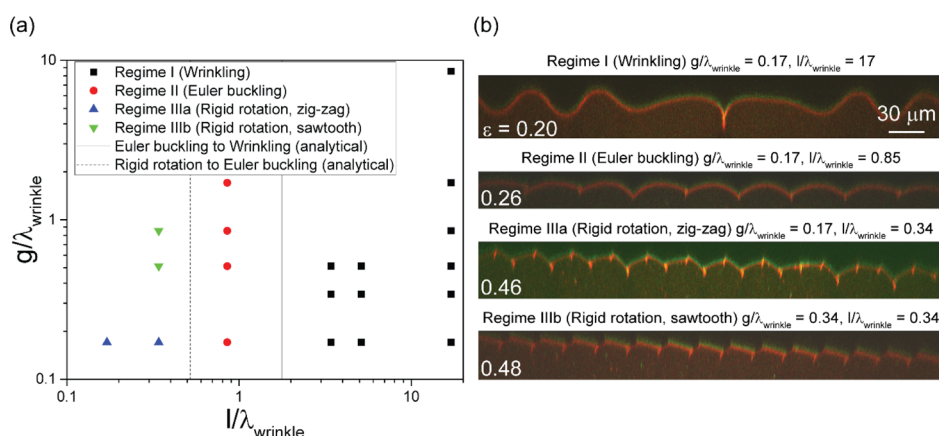 (a)
10
1
0.1
g/λwrinkle
Regime I (Wrinkling)
Regime II (Euler buckling)
Regime IIIa (Rigid rotation, zig-zag)
Regime IIIb (Rigid rotation, sawtooth)
Euler buckling to Wrinkling (analytical)
Rigid rotation to Euler buckling (analytical)
0.1
1
10
l/λwrinkle
(b)
Regime I (Wrinkling) g/λwrinkle = 0.17, l/λwrinkle = 17
ε = 0.20
30 μm
Regime II (Euler buckling) g/λwrinkle = 0.17, l/λwrinkle = 0.85
0.26
Regime IIIa (Rigid rotation, zig-zag) g/λwrinkle = 0.17, l/λwrinkle = 0.34
0.46
Regime IIIb (Rigid rotation, sawtooth) g/λwrinkle = 0.34, l/λwrinkle = 0.34
0.48